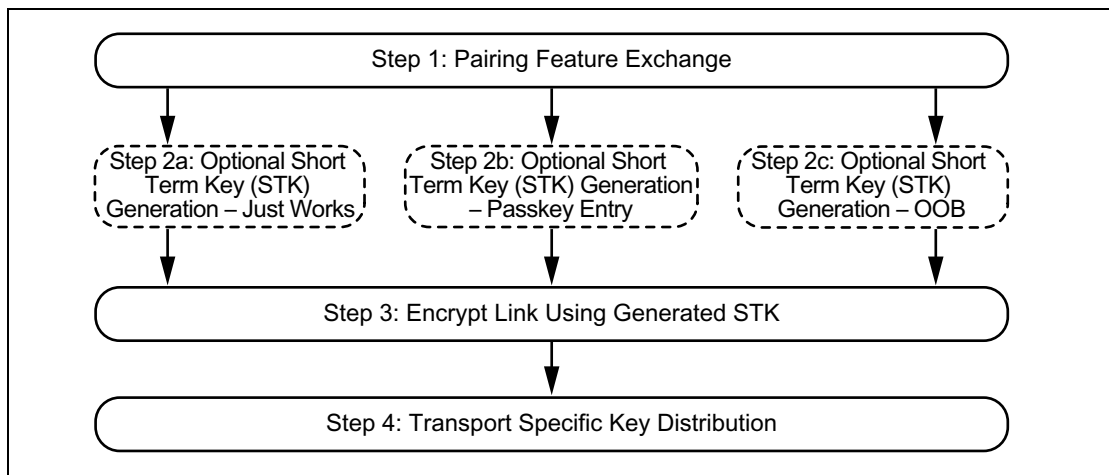 Step 1: Pairing Feature Exchange
Step 2a: Optional Short
Term Key (STK)
Generation – Just Works
Step 2b: Optional Short
Term Key (STK) Generation
– Passkey Entry
Step 2c: Optional Short
Term Key (STK)
Generation – OOB
Step 3: Encrypt Link Using Generated STK
Step 4: Transport Specific Key Distribution